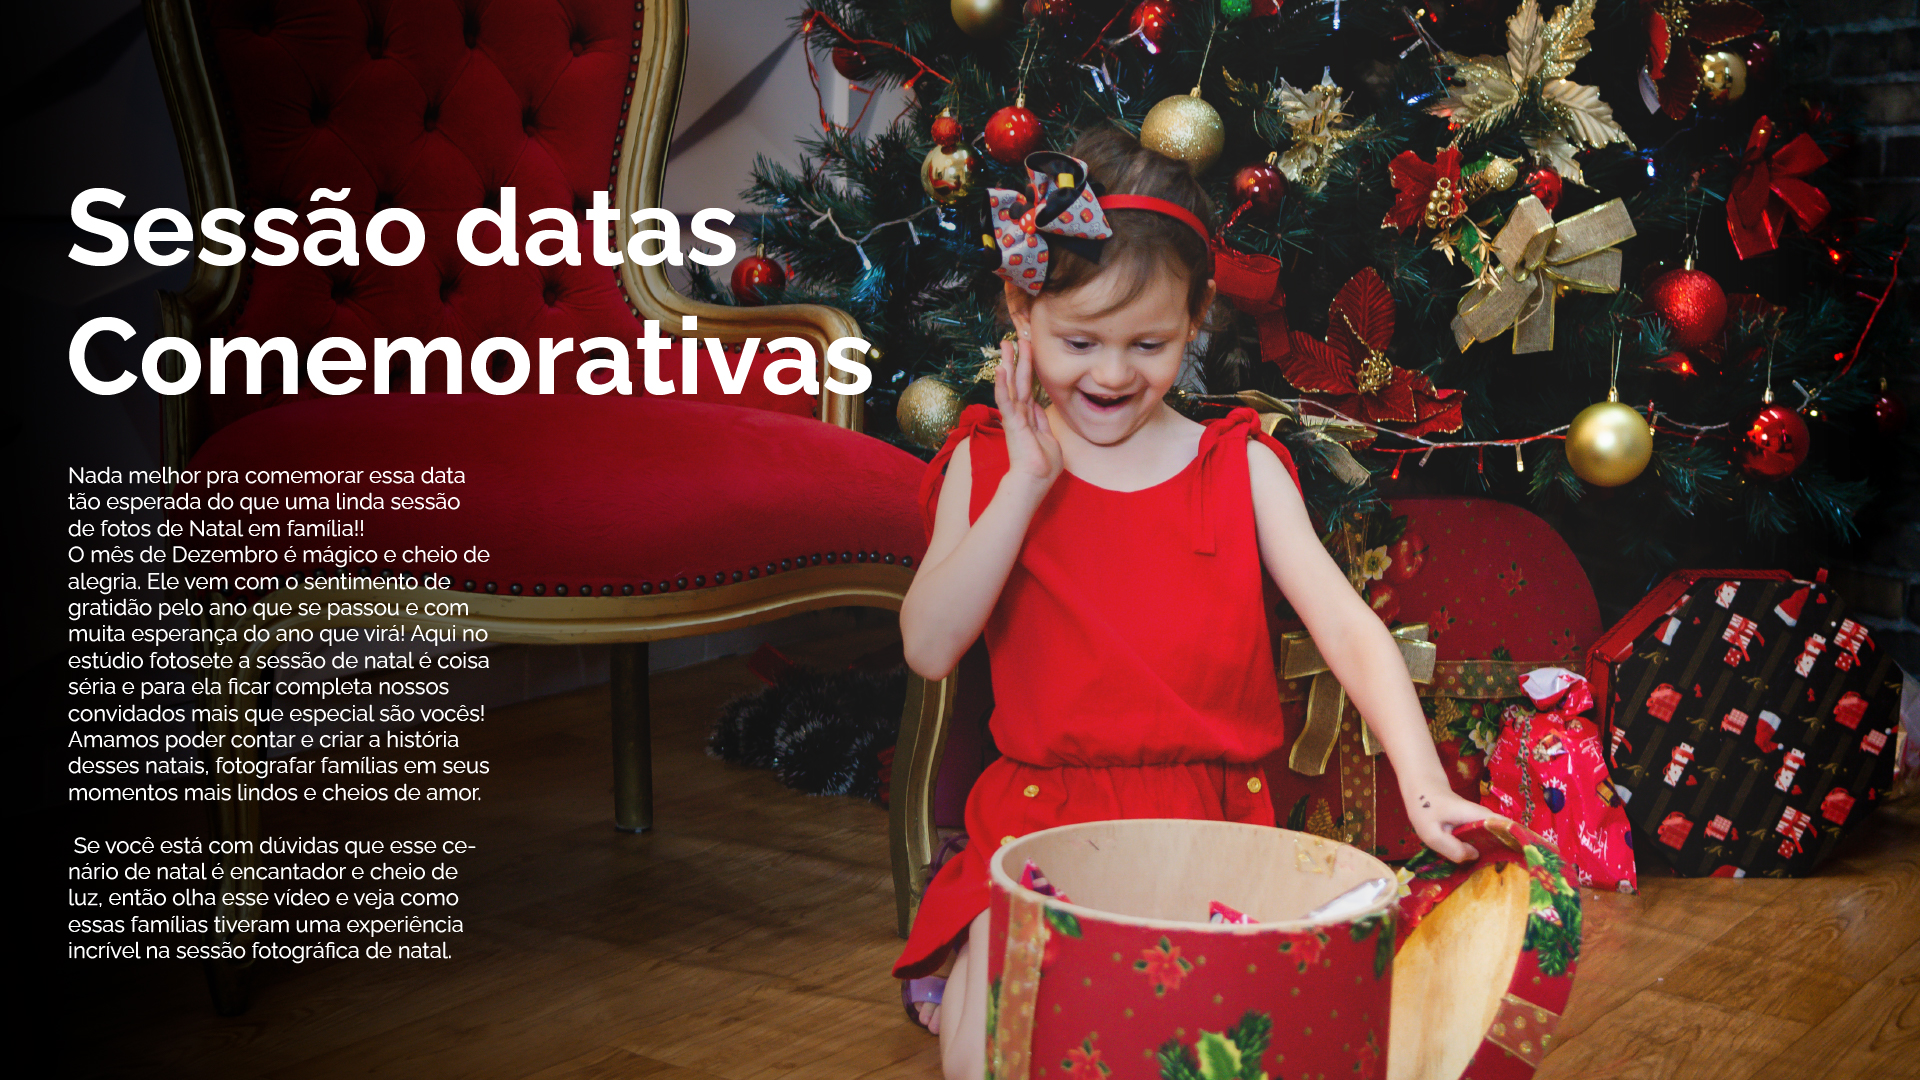 Sessão datas
Comemorativas
Nada melhor pra comemorar essa data
tão esperada do que uma linda sessão
de fotos de Natal em família!!
O mês de Dezembro é mágico e cheio de
alegria. Ele vem com o sentimento de
gratidão pelo ano que se passou e com
muita esperança do ano que virá! Aqui no
estúdio fotosete a sessão de natal é coisa
séria e para ela ficar completa nossos
convidados mais que especial são vocês!
Amamos poder contar e criar a história
desses natais, fotografar famílias em seus
momentos mais lindos e cheios de amor.
Se você está com dúvidas que esse ce-
nário de natal é encantador e cheio de
luz, então olha esse vídeo e veja como
essas famílias tiveram uma experiência
incrível na sessão fotográfica de natal.